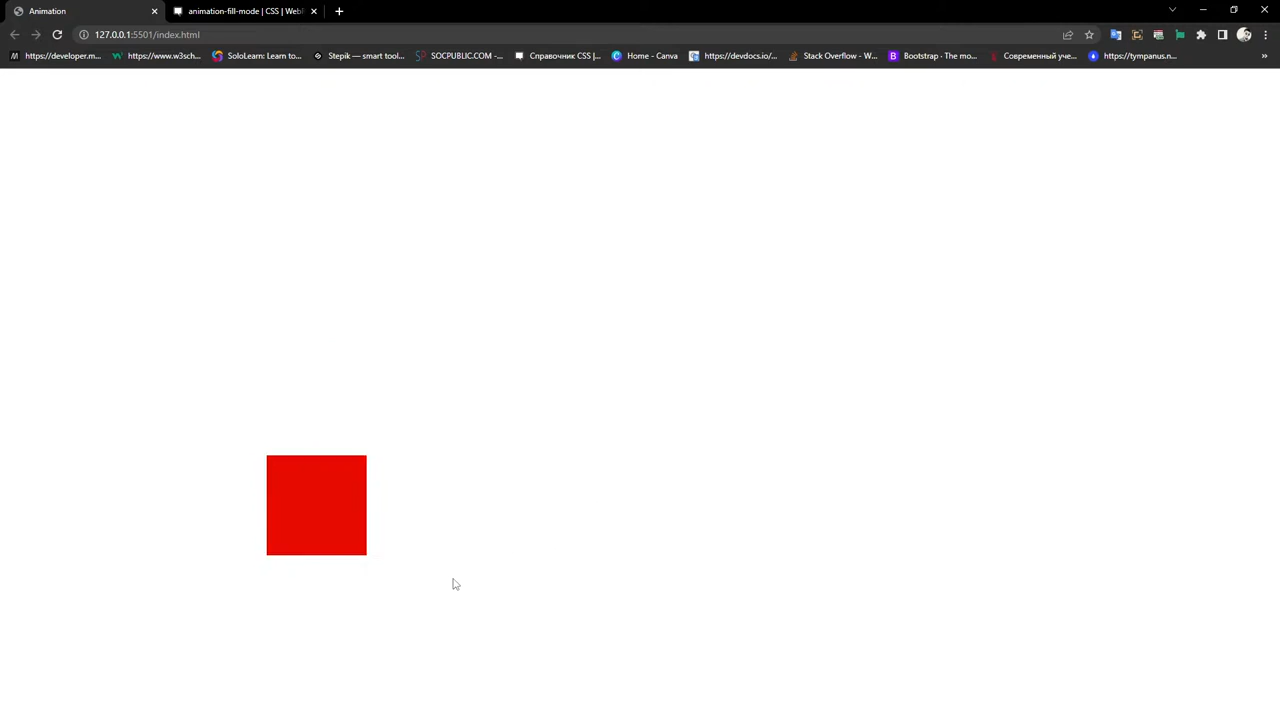 Animation
animation-fill-mode | CSS | WebR
127.0.0.1:5501/index.html
https://developer.m...
https://www.w3sch...
SoloLearn: Learn to...
Stepik — smart tool...
SOCPUBLIC.COM -...
Справочник CSS |...
Home - Canva
https://devdocs.io/...
Stack Overflow - W...
Bootstrap · The mo...
Современный уче...
https://tympanus.n...